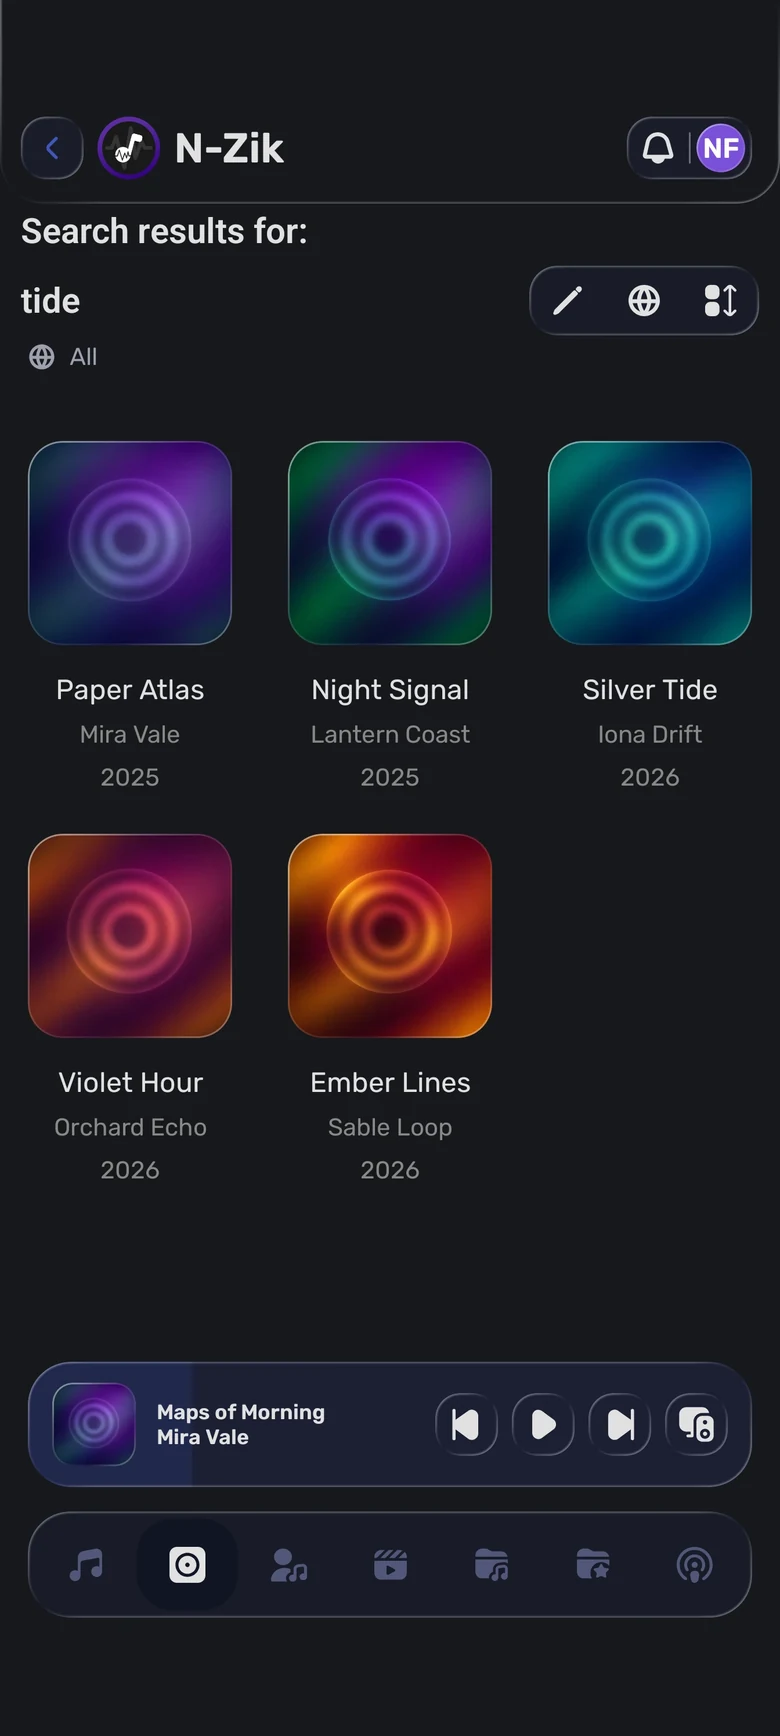 N-Zik
NF
Search results for:
tide
All
Paper Atlas
Mira Vale
2025
Night Signal
Lantern Coast
2025
Silver Tide
Iona Drift
2026
Violet Hour
Orchard Echo
2026
Ember Lines
Sable Loop
2026
Maps of Morning
Mira Vale